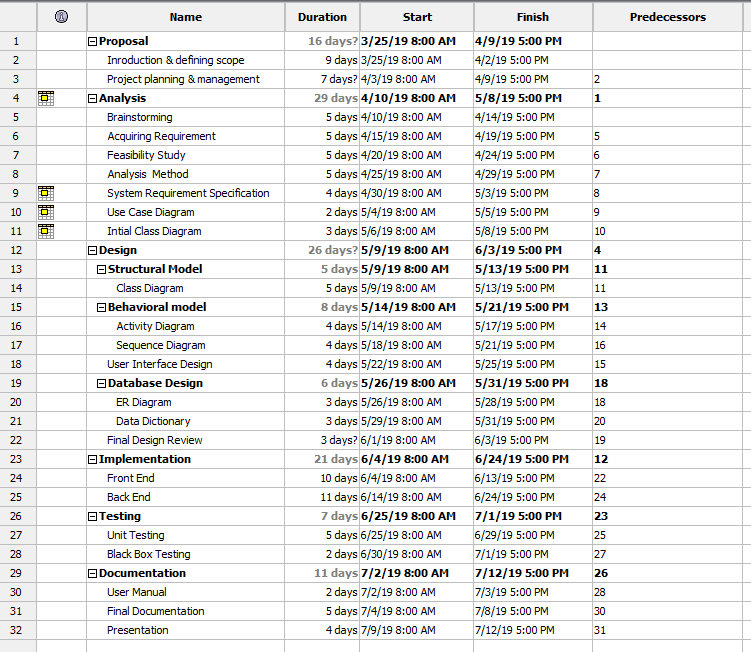 Name Duration Start Finish Predecessors
1 Proposal 16 days? 3/25/19 8:00 AM 4/9/19 5:00 PM
2 Inroduction & defining scope 9 days 3/25/19 8:00 AM 4/2/19 5:00 PM
3 Project planning & management 7 days? 4/3/19 8:00 AM 4/9/19 5:00 PM 2
4 Analysis 29 days 4/10/19 8:00 AM 5/8/19 5:00 PM 1
5 Brainstorming 5 days 4/10/19 8:00 AM 4/14/19 5:00 PM
6 Acquiring Requirement 5 days 4/15/19 8:00 AM 4/19/19 5:00 PM 5
7 Feasibility Study 5 days 4/20/19 8:00 AM 4/24/19 5:00 PM 6
8 Analysis Method 5 days 4/25/19 8:00 AM 4/29/19 5:00 PM 7
9 System Requirement Specification 4 days 4/30/19 8:00 AM 5/3/19 5:00 PM 8
10 Use Case Diagram 2 days 5/4/19 8:00 AM 5/5/19 5:00 PM 9
11 Intial Class Diagram 3 days 5/6/19 8:00 AM 5/8/19 5:00 PM 10
12 Design 26 days? 5/9/19 8:00 AM 6/3/19 5:00 PM 4
13 Structural Model 5 days 5/9/19 8:00 AM 5/13/19 5:00 PM 11
14 Class Diagram 5 days 5/9/19 8:00 AM 5/13/19 5:00 PM 11
15 Behavioral model 8 days 5/14/19 8:00 AM 5/21/19 5:00 PM 13
16 Activity Diagram 4 days 5/14/19 8:00 AM 5/17/19 5:00 PM 14
17 Sequence Diagram 4 days 5/18/19 8:00 AM 5/21/19 5:00 PM 16
18 User Interface Design 4 days 5/22/19 8:00 AM 5/25/19 5:00 PM 15
19 Database Design 6 days 5/26/19 8:00 AM 5/31/19 5:00 PM 18
20 ER Diagram 3 days 5/26/19 8:00 AM 5/28/19 5:00 PM 18
21 Data Dictionary 3 days 5/29/19 8:00 AM 5/31/19 5:00 PM 20
22 Final Design Review 3 days? 6/1/19 8:00 AM 6/3/19 5:00 PM 19
23 Implementation 21 days 6/4/19 8:00 AM 6/24/19 5:00 PM 12
24 Front End 10 days 6/4/19 8:00 AM 6/13/19 5:00 PM 22
25 Back End 11 days 6/14/19 8:00 AM 6/24/19 5:00 PM 24
26 Testing 7 days 6/25/19 8:00 AM 7/1/19 5:00 PM 23
27 Unit Testing 5 days 6/25/19 8:00 AM 6/29/19 5:00 PM 25
28 Black Box Testing 2 days 6/30/19 8:00 AM 7/1/19 5:00 PM 27
29 Documentation 11 days 7/2/19 8:00 AM 7/12/19 5:00 PM 26
30 User Manual 2 days 7/2/19 8:00 AM 7/3/19 5:00 PM 28
31 Final Documentation 5 days 7/4/19 8:00 AM 7/8/19 5:00 PM 30
32 Presentation 4 days 7/9/19 8:00 AM 7/12/19 5:00 PM 31